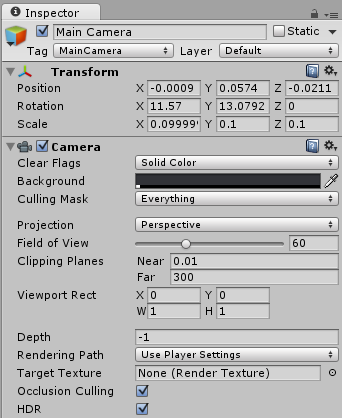 Inspector
Main Camera Static
Tag MainCamera Layer Default
Transform
Position X -0.0009 Y 0.0574 Z -0.0211
Rotation X 11.57 Y 13.0792 Z 0
Scale X 0.09999 Y 0.1 Z 0.1
Camera
Clear Flags Solid Color
Background
Culling Mask Everything
Projection Perspective
Field of View 60
Clipping Planes Near 0.01
Far 300
Viewport Rect X 0 Y 0
W 1 H 1
Depth -1
Rendering Path Use Player Settings
Target Texture None (Render Texture)
Occlusion Culling
HDR